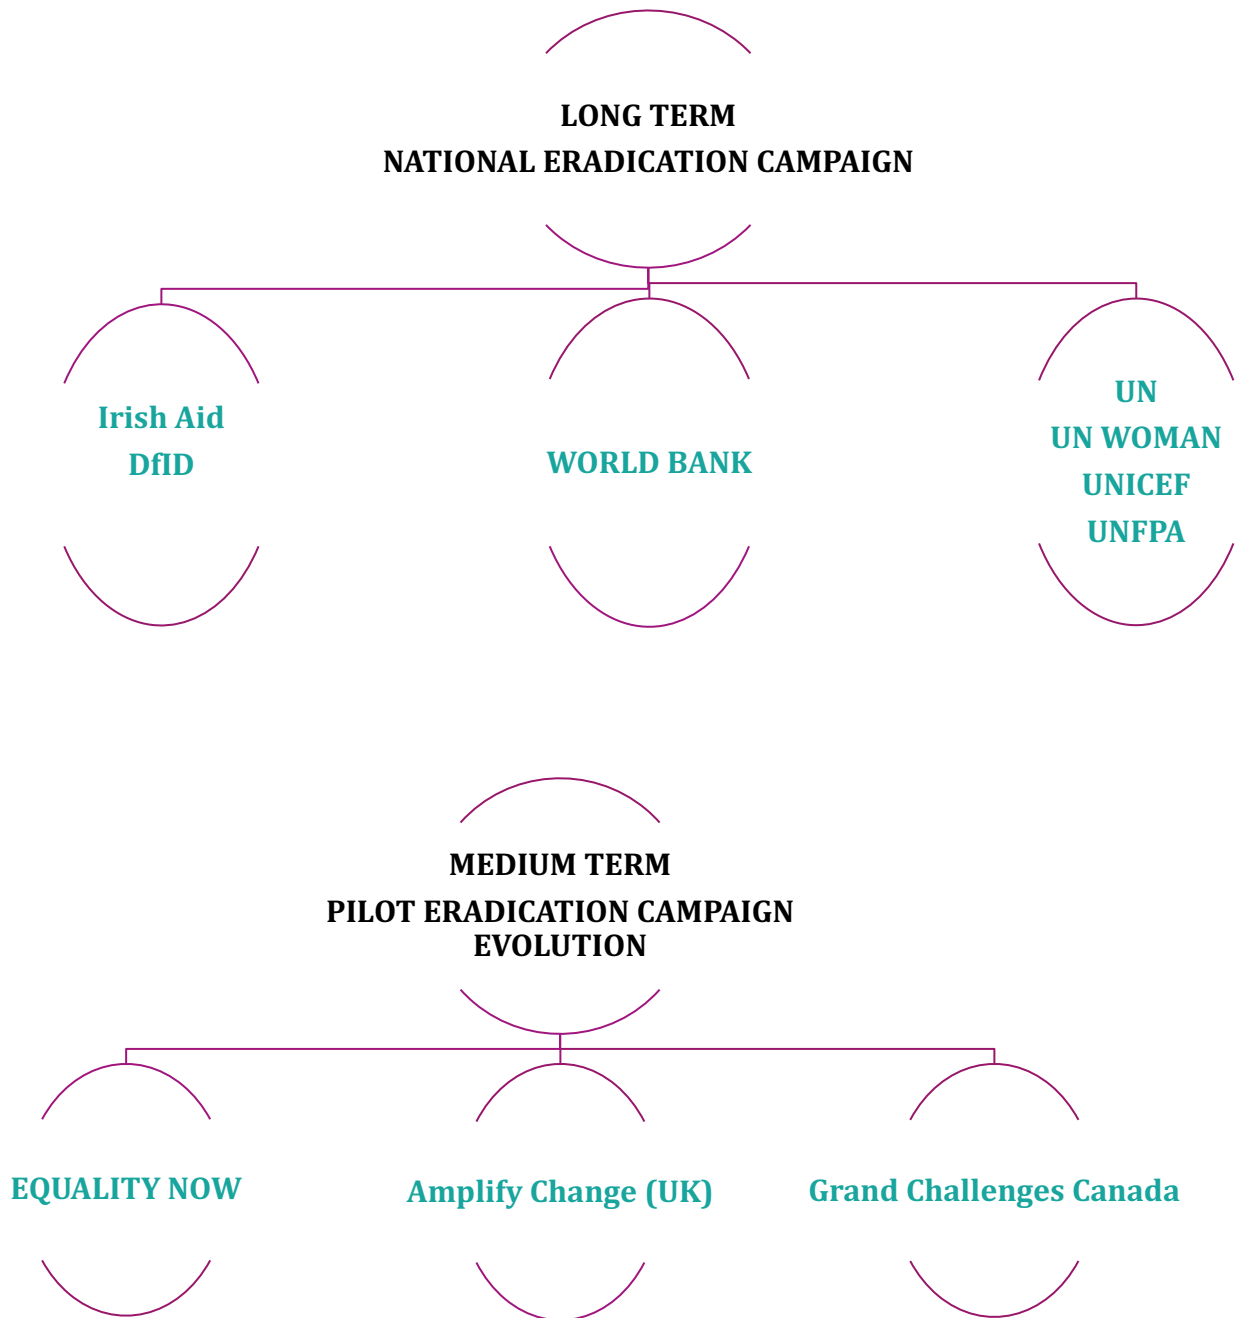 LONG TERM
NATIONAL ERADICATION CAMPAIGN
Irish Aid
DfID
WORLD BANK
UN
UN WOMAN
UNICEF
UNFPA
MEDIUM TERM
PILOT ERADICATION CAMPAIGN
EVOLUTION
EQUALITY NOW
Amplify Change (UK)
Grand Challenges Canada